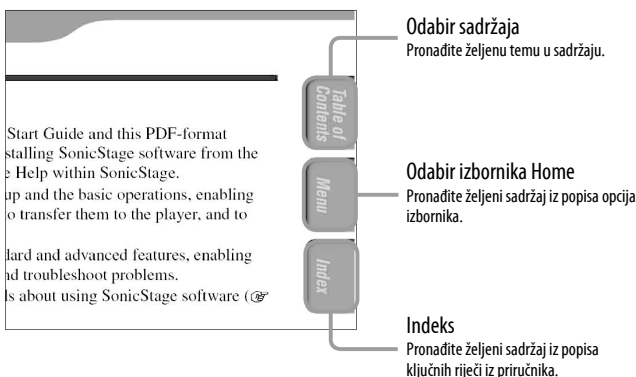 Odabir sadržaja
Pronađite željenu temu u sadržaju.
Table of
Contents
Start Guide and this PDF-format
stalling SonicStage software from the
e Help within SonicStage.
up and the basic operations, enabling
o transfer them to the player, and to
Menu
Odabir izbornika Home
Pronađite željeni sadržaj iz popisa opcija
izbornika.
dard and advanced features, enabling
nd troubleshoot problems.
ls about using SonicStage software (☞
Index
Indeks
Pronađite željeni sadržaj iz popisa
ključnih riječi iz priručnika.